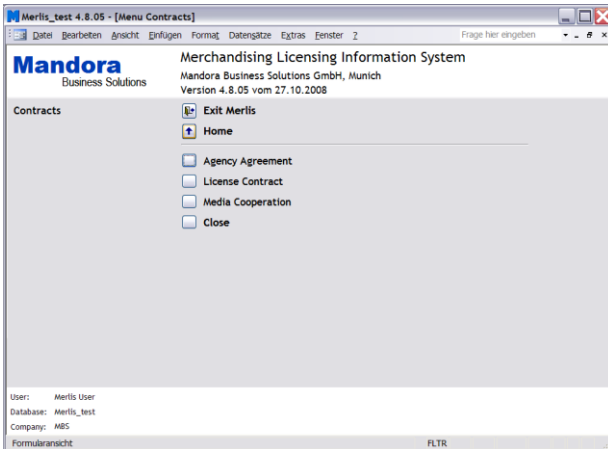 Merlis_test 4.8.05 - [Menu Contracts]
Datei Bearbeiten Ansicht Einfügen Format Datensätze Extras Fenster ? Frage hier eingeben
Mandora
Business Solutions
Merchandising Licensing Information System
Mandora Business Solutions GmbH, Munich
Version 4.8.05 vom 27.10.2008
Contracts
Exit Merlis
Home
Agency Agreement
License Contract
Media Cooperation
Close
User: Merlis User
Database: Merlis_test
Company: MBS
Formularansicht FLTR